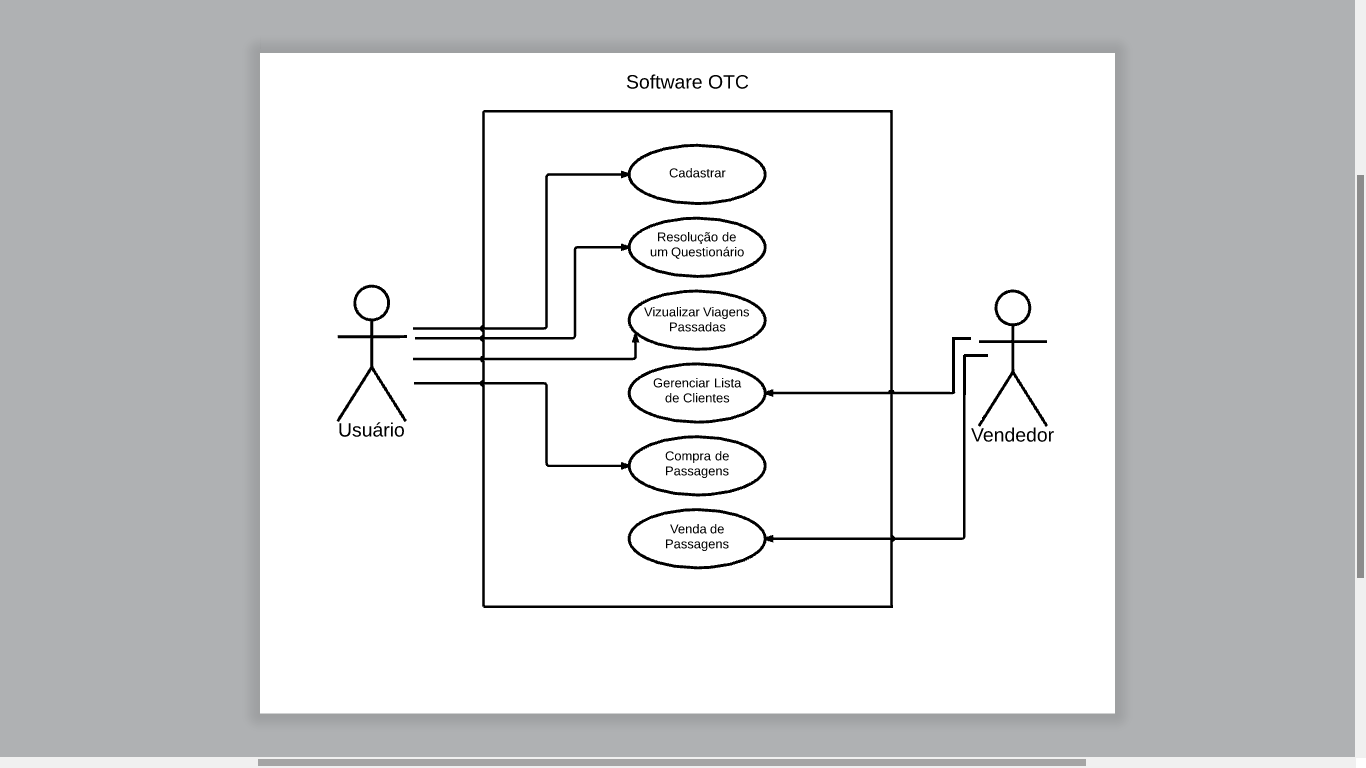 Software OTC
Cadastrar
Resolução de
um Questionário
Vizualizar Viagens
Passadas
Gerenciar Lista
de Clientes
Usuário
Vendedor
Compra de
Passagens
Venda de
Passagens